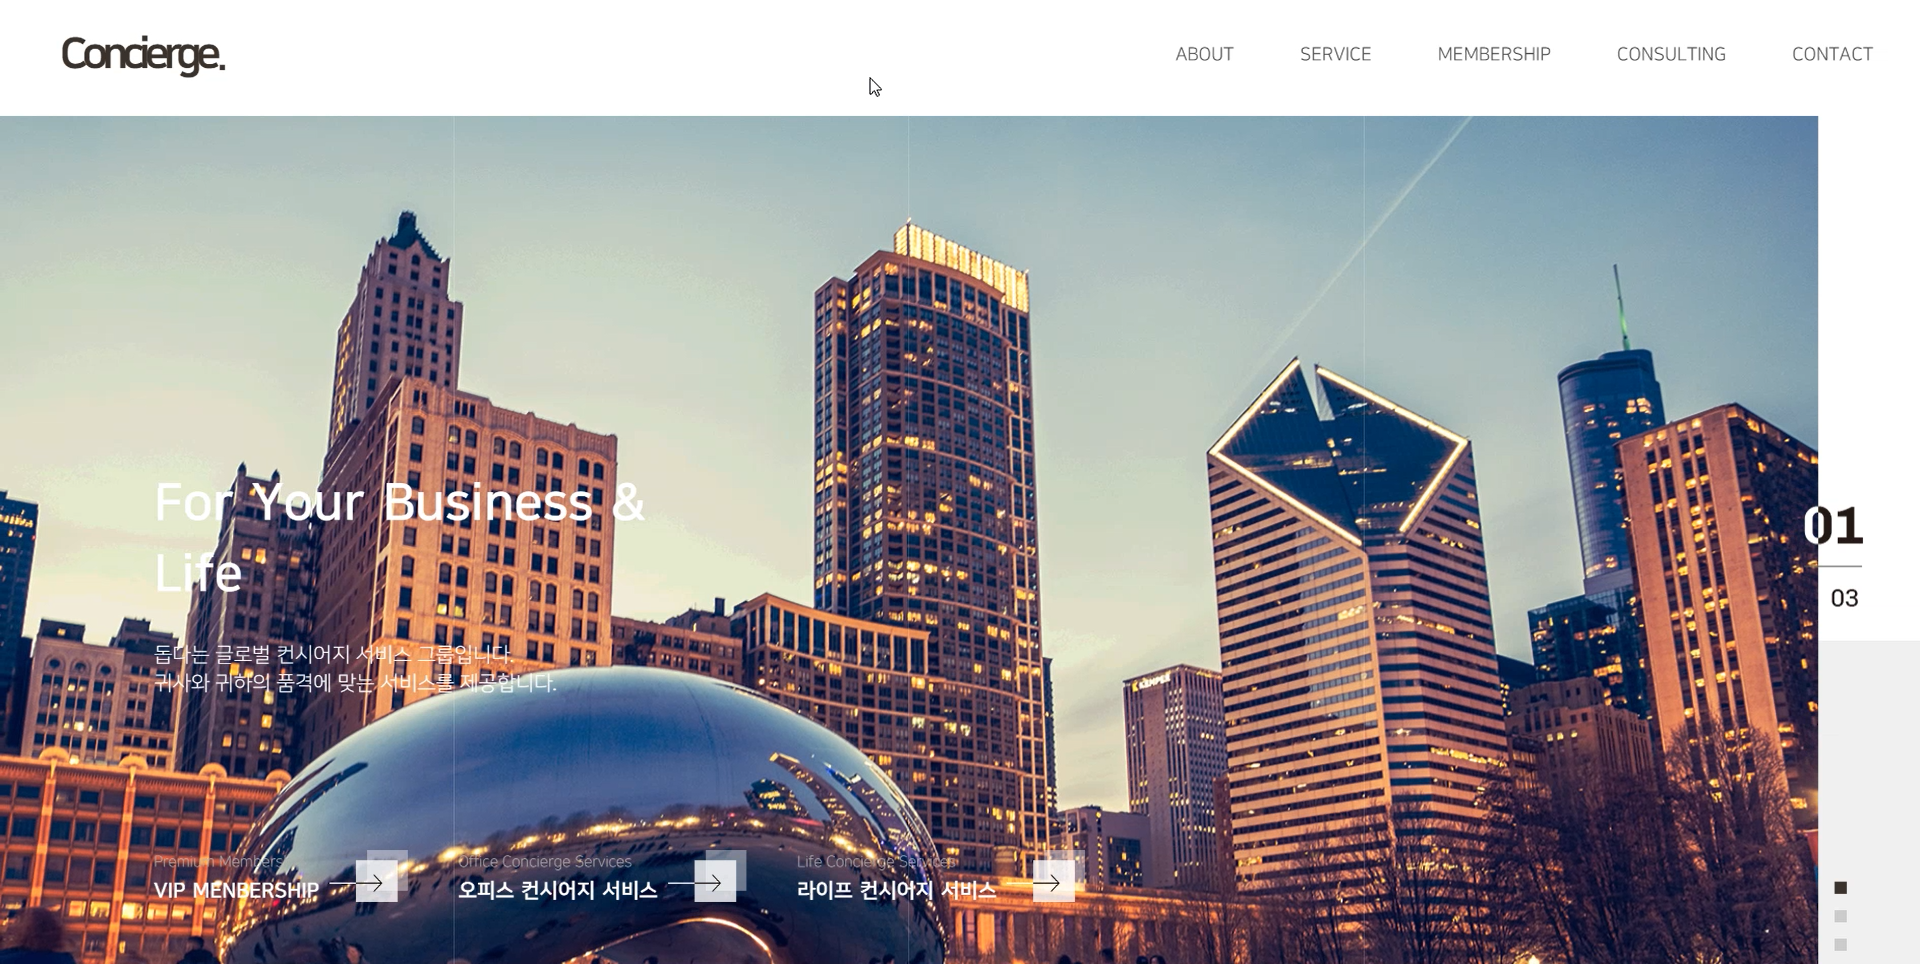 Concierge.
ABOUT SERVICE MEMBERSHIP CONSULTING CONTACT
For Your Business &
Life
01
03
돕다는 글로벌 컨시어지 서비스 그룹입니다.
귀사와 귀하의 품격에 맞는 서비스를 제공합니다.
KEMPER
Premium Members
VIP MENBERSHIP
Office Concierge Services
오피스 컨시어지 서비스
Life Concierge Services
라이프 컨시어지 서비스